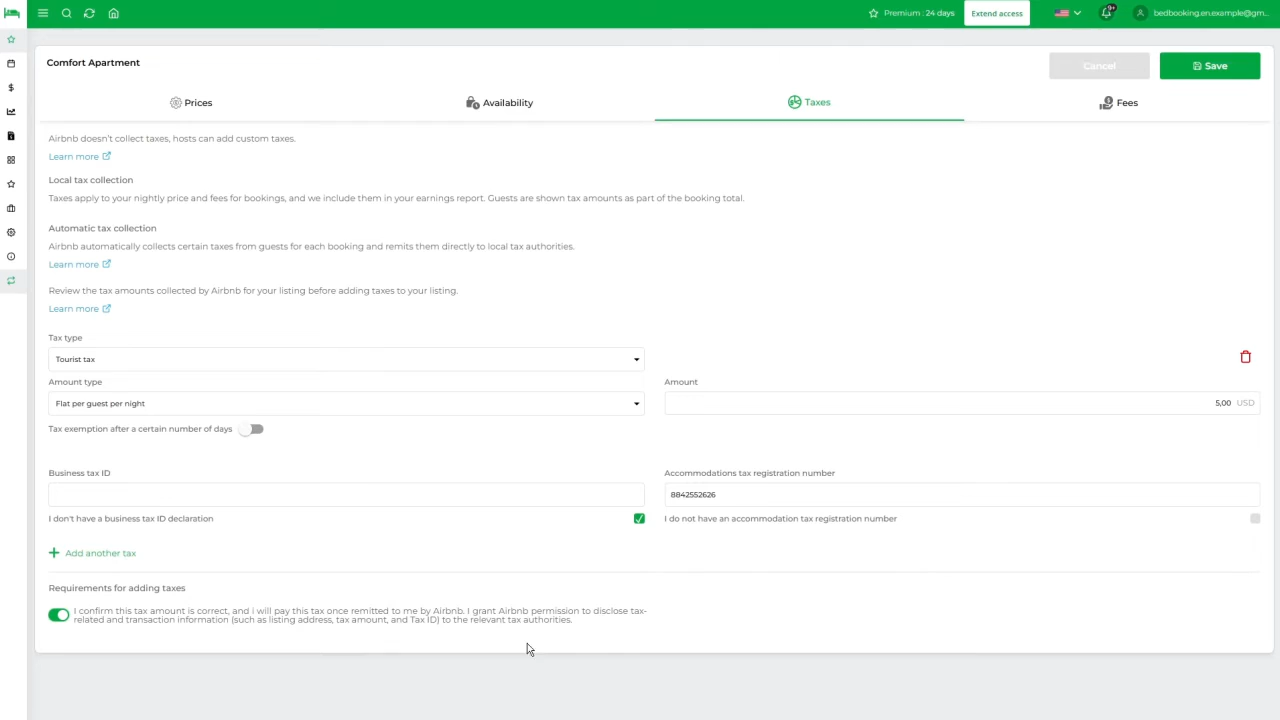 Premium : 24 days
Extend access
9+
bedbooking.en.example@gm...
Comfort Apartment
Cancel
Save
Prices
Availability
Taxes
Fees
Airbnb doesn't collect taxes, hosts can add custom taxes.
Learn more
Local tax collection
Taxes apply to your nightly price and fees for bookings, and we include them in your earnings report. Guests are shown tax amounts as part of the booking total.
Automatic tax collection
Airbnb automatically collects certain taxes from guests for each booking and remits them directly to local tax authorities.
Learn more
Review the tax amounts collected by Airbnb for your listing before adding taxes to your listing.
Learn more
Tax type
Tourist tax
Amount type
Amount
Flat per guest per night
5,00 USD
Tax exemption after a certain number of days
Business tax ID
Accommodations tax registration number
8842552626
I don't have a business tax ID declaration
I do not have an accommodation tax registration number
Add another tax
Requirements for adding taxes
I confirm this tax amount is correct, and i will pay this tax once remitted to me by Airbnb. I grant Airbnb permission to disclose tax-
related and transaction information (such as listing address, tax amount, and Tax ID) to the relevant tax authorities.